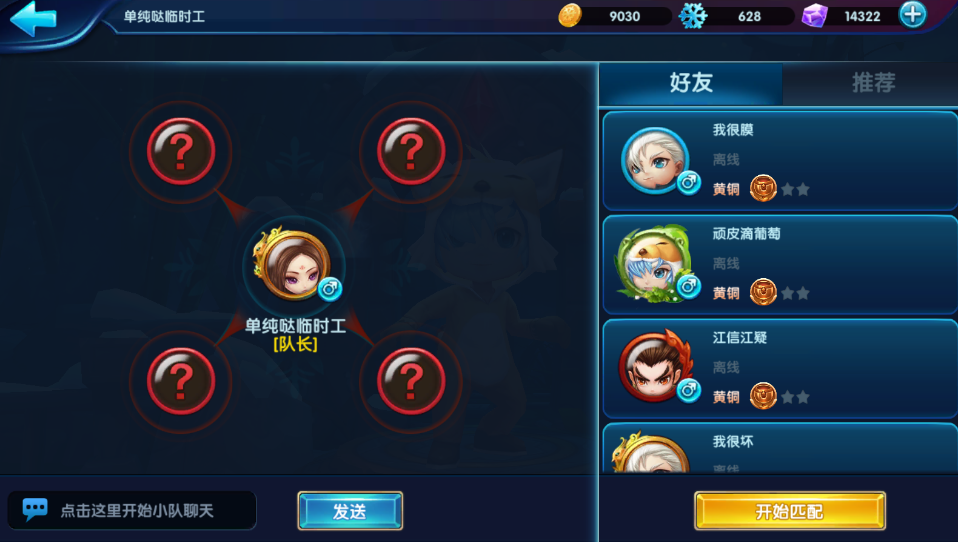 单纯哒临时工
9030
628
14322
好友
推荐
?
?
单纯哒临时工
[队长]
?
?
我很膜
离线
黄铜
顽皮滴葡萄
离线
黄铜
江信江疑
离线
黄铜
我很坏
离线
点击这里开始小队聊天
发送
开始匹配